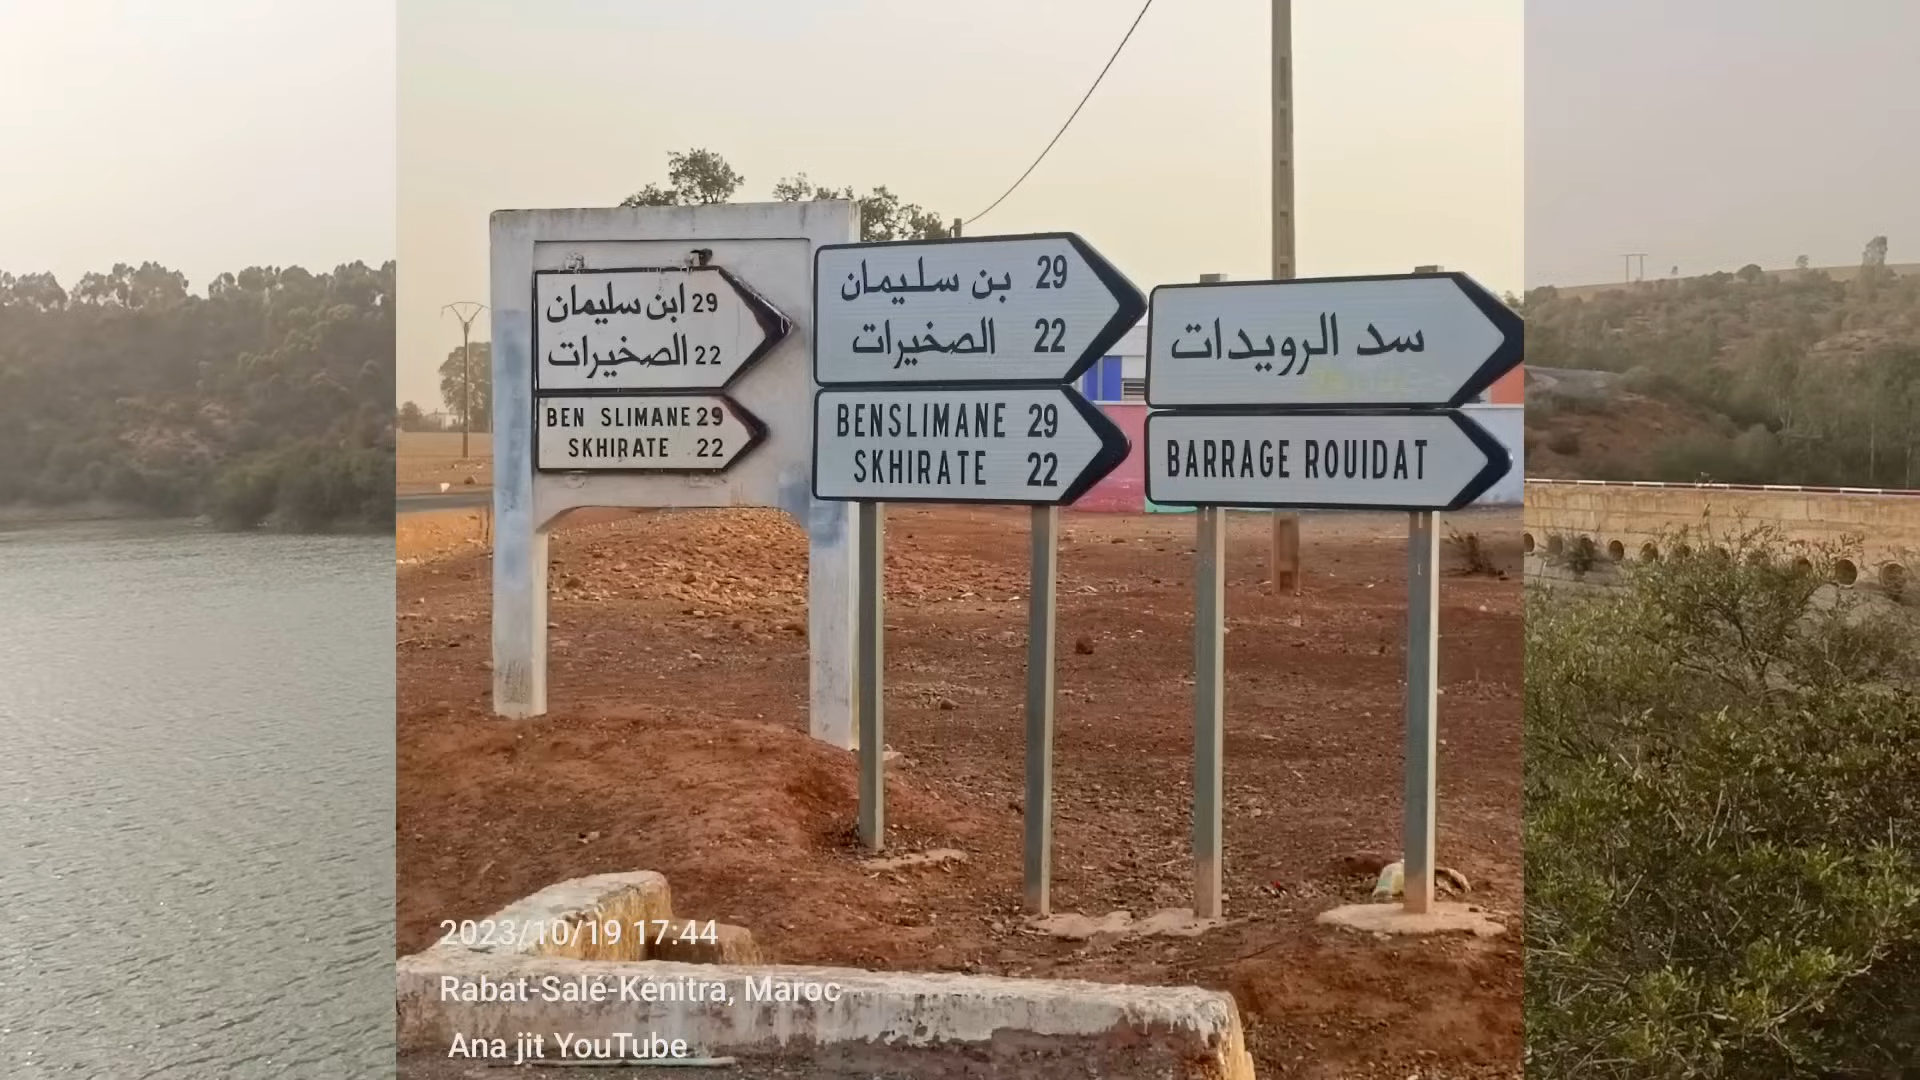 ابن سليمان 29
الصخيرات 22
BEN SLIMANE 29
SKHIRATE 22
بن سليمان 29
الصخيرات 22
BENSLIMANE 29
SKHIRATE 22
سد الرويدات
BARRAGE ROUIDAT
2023/10/19 17:44
Rabat-Salé-Kénitra, Maroc
Ana jit YouTube